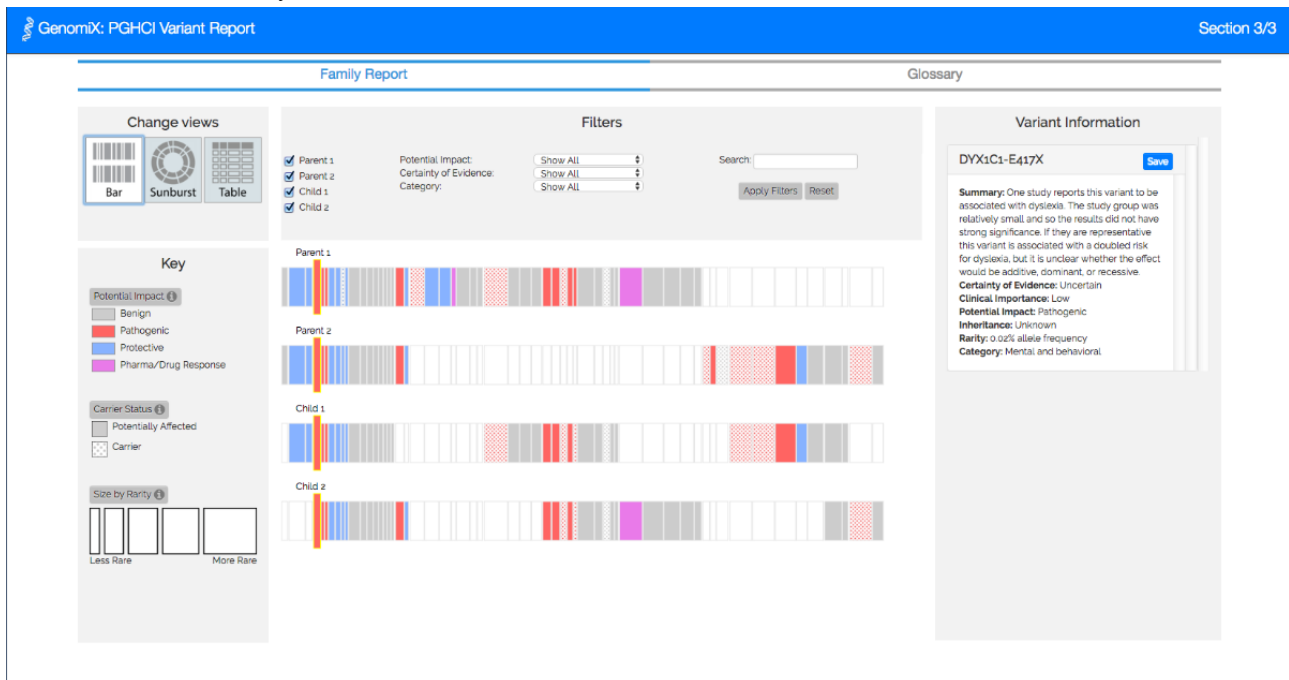 GenomiX: PGHCI Variant Report
Section 3/3
Family Report
Glossary
Change views
Bar
Sunburst
Table
Filters
Parent 1
Parent 2
Child 1
Child 2
Potential Impact:
Show All
Certainty of Evidence:
Show All
Category:
Show All
Search:
Apply Filters
Reset
Key
Potential Impact
Benign
Pathogenic
Protective
Pharma/Drug Response
Carrier Status
Potentially Affected
Carrier
Size by Rarity
Less Rare
More Rare
Parent 1
Parent 2
Child 1
Child 2
Variant Information
DYX1C1-E417X
Save
Summary: One study reports this variant to be
associated with dyslexia. The study group was
relatively small and so the results did not have
strong significance. If they are representative
this variant is associated with a doubled risk
for dyslexia, but it is unclear whether the effect
would be additive, dominant, or recessive.
Certainty of Evidence: Uncertain
Clinical Importance: Low
Potential Impact: Pathogenic
Inheritance: Unknown
Rarity: 0.02% allele frequency
Category: Mental and behavioral